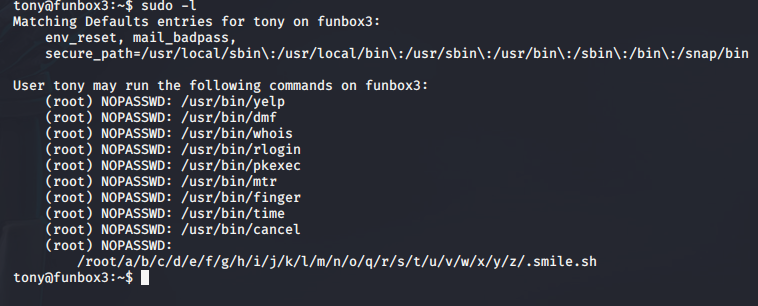 tony@funbox3:~$ sudo -l
Matching Defaults entries for tony on funbox3:
    env_reset, mail_badpass,
    secure_path=/usr/local/sbin\:/usr/local/bin\:/usr/sbin\:/usr/bin\:/sbin\:/bin\:/snap/bin

User tony may run the following commands on funbox3:
    (root) NOPASSWD: /usr/bin/yelp
    (root) NOPASSWD: /usr/bin/dmf
    (root) NOPASSWD: /usr/bin/whois
    (root) NOPASSWD: /usr/bin/rlogin
    (root) NOPASSWD: /usr/bin/pkexec
    (root) NOPASSWD: /usr/bin/mtr
    (root) NOPASSWD: /usr/bin/finger
    (root) NOPASSWD: /usr/bin/time
    (root) NOPASSWD: /usr/bin/cancel
    (root) NOPASSWD:
        /root/a/b/c/d/e/f/g/h/i/j/k/l/m/n/o/q/r/s/t/u/v/w/x/y/z/.smile.sh
tony@funbox3:~$